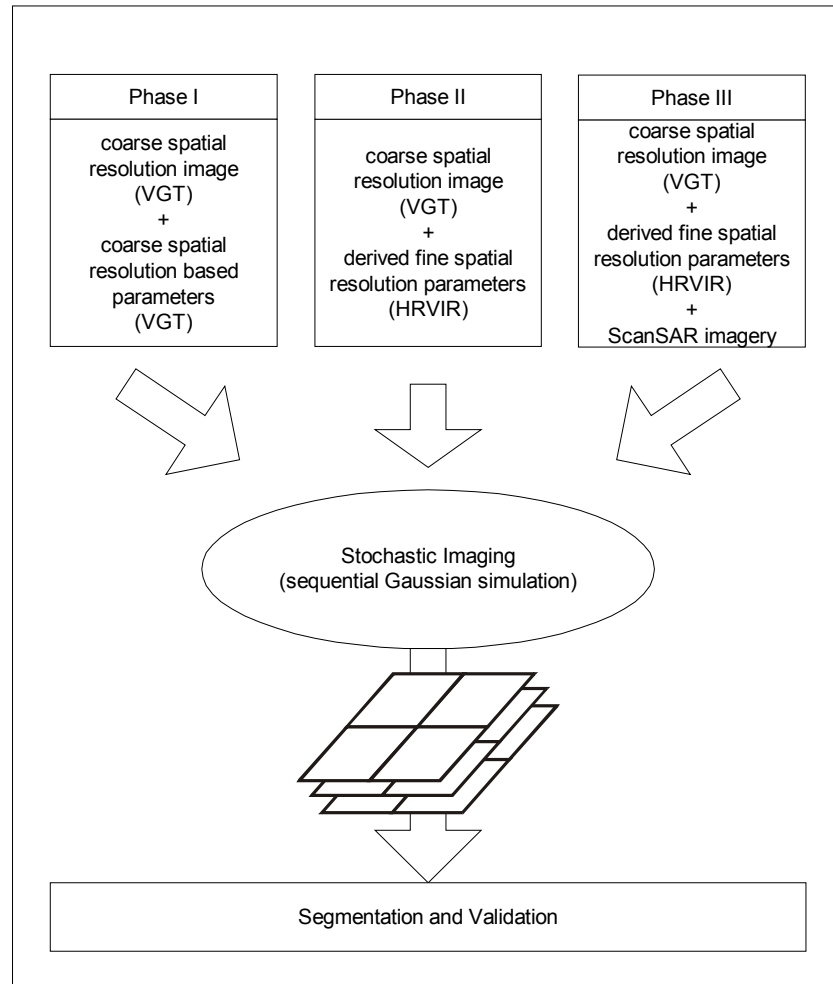 Phase I
coarse spatial
resolution image
(VGT)
+
coarse spatial
resolution based
parameters
(VGT)
Phase II
coarse spatial
resolution image
(VGT)
+
derived fine spatial
resolution parameters
(HRVIR)
Phase III
coarse spatial
resolution image
(VGT)
+
derived fine spatial
resolution parameters
(HRVIR)
+
ScanSAR imagery
Stochastic Imaging
(sequential Gaussian simulation)
Segmentation and Validation